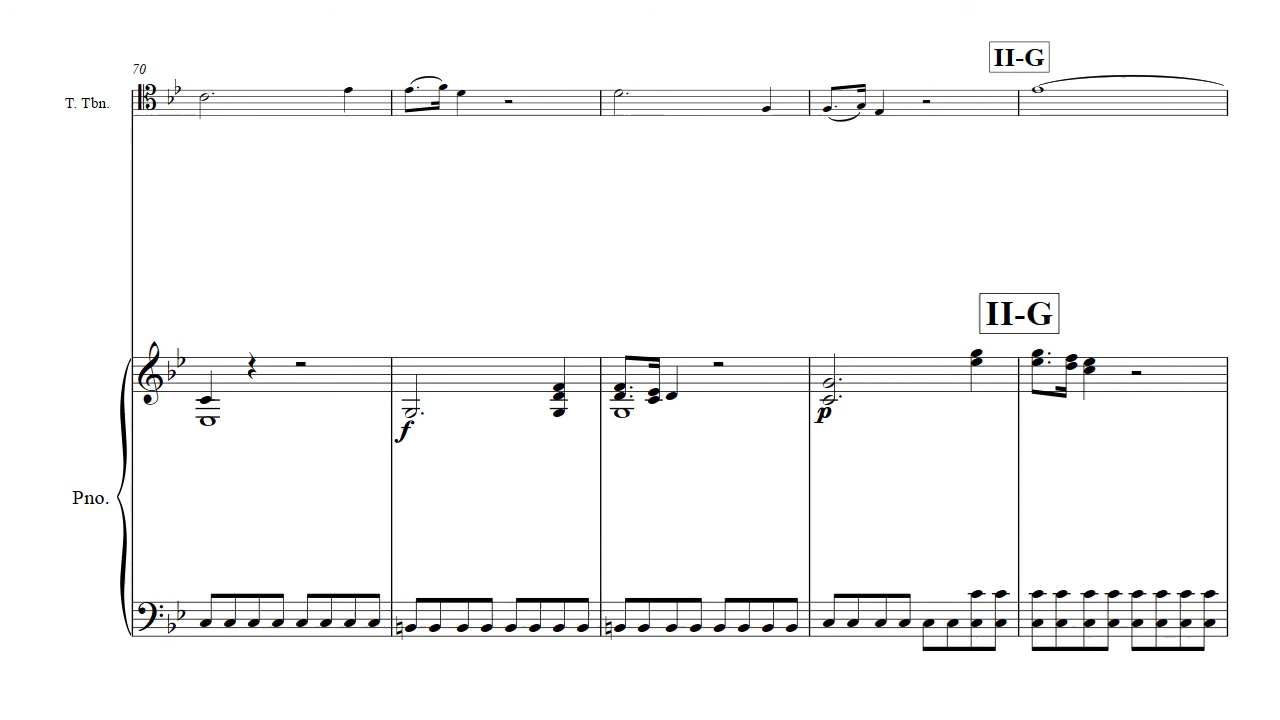 II-G
70
T. Tbn.
II-G
f
p
Pno.